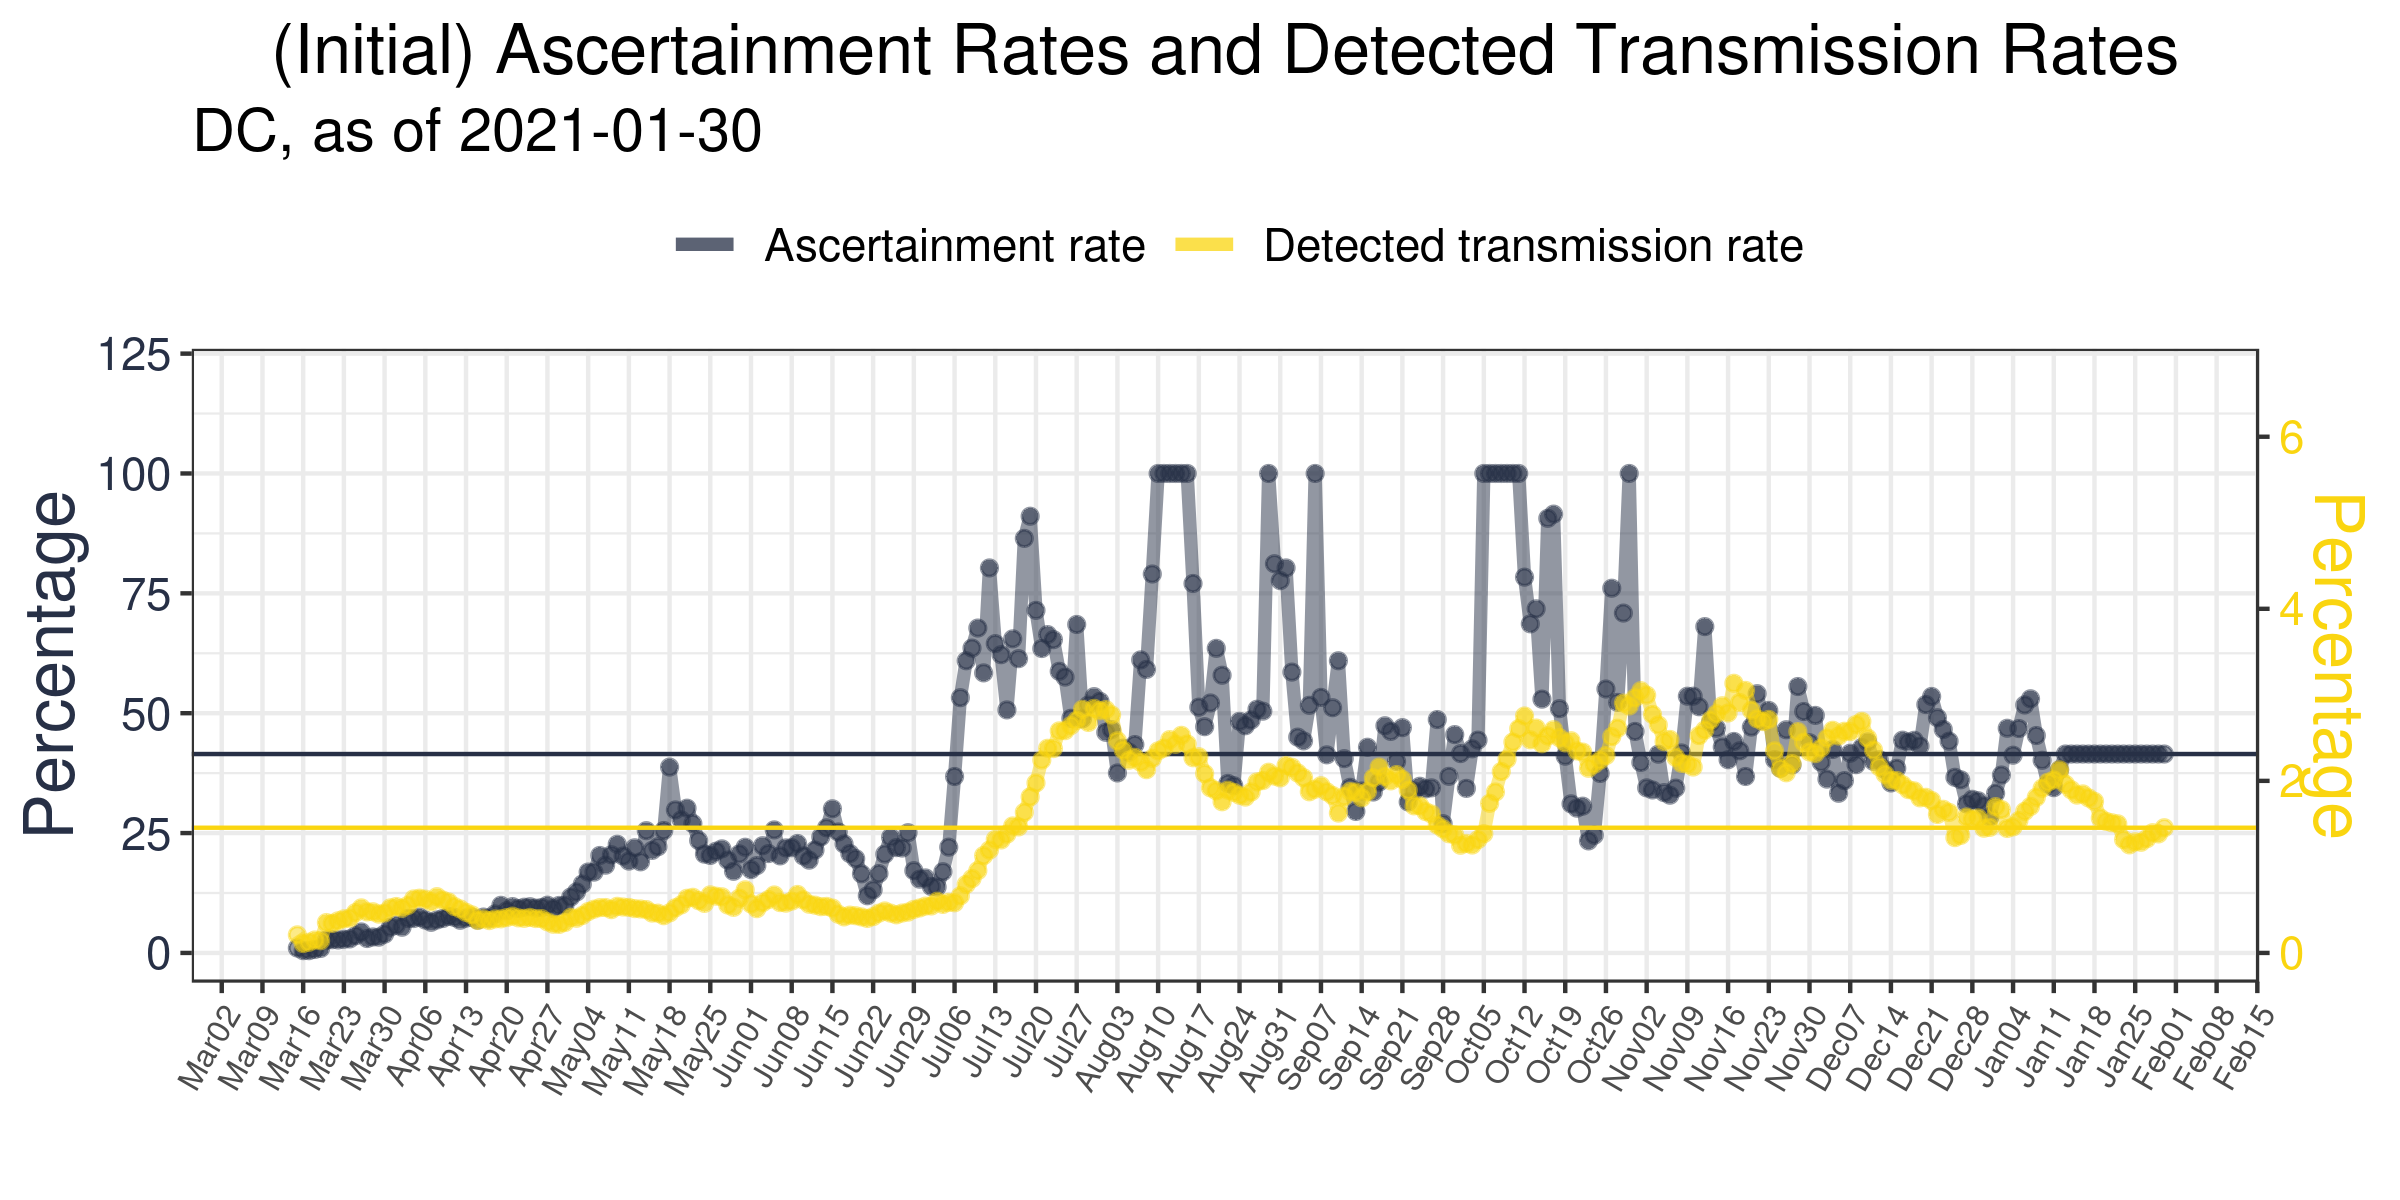 (Initial) Ascertainment Rates and Detected Transmission Rates
DC, as of 2021-01-30
Ascertainment rate Detected transmission rate
125
100
75
50
25
0
Percentage
6
4
2
0
Percentage
Mar02 Mar09 Mar16 Mar23 Mar30 Apr06 Apr13 Apr20 Apr27 May04 May11 May18 May25 Jun01 Jun08 Jun15 Jun22 Jun29 Jul06 Jul13 Jul20 Jul27 Aug03 Aug10 Aug17 Aug24 Aug31 Sep07 Sep14 Sep21 Sep28 Oct05 Oct12 Oct19 Oct26 Nov02 Nov09 Nov16 Nov23 Nov30 Dec07 Dec14 Dec21 Dec28 Jan04 Jan11 Jan18 Jan25 Feb01 Feb08 Feb15